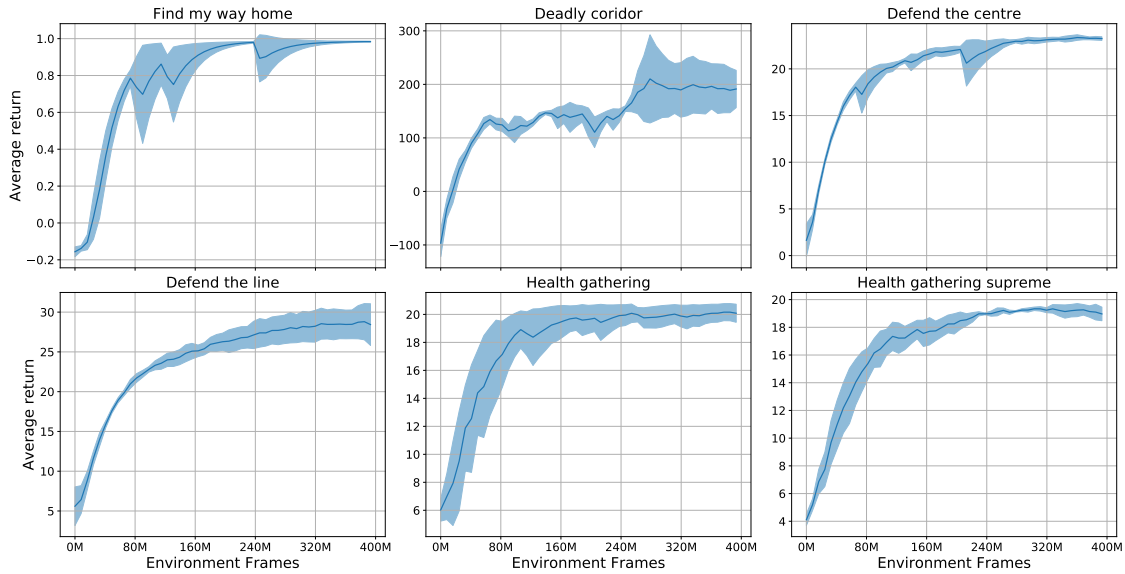 Find my way home
Deadly coridor
Defend the centre
Average return
1.0
0.8
0.6
0.4
0.2
0.0
−0.2
300
200
100
0
−100
20
15
10
5
0
Defend the line
Health gathering
Health gathering supreme
Average return
30
25
20
15
10
5
20
18
16
14
12
10
8
6
20
18
16
14
12
10
8
6
4
0M 80M 160M 240M 320M 400M
0M 80M 160M 240M 320M 400M
0M 80M 160M 240M 320M 400M
Environment Frames
Environment Frames
Environment Frames